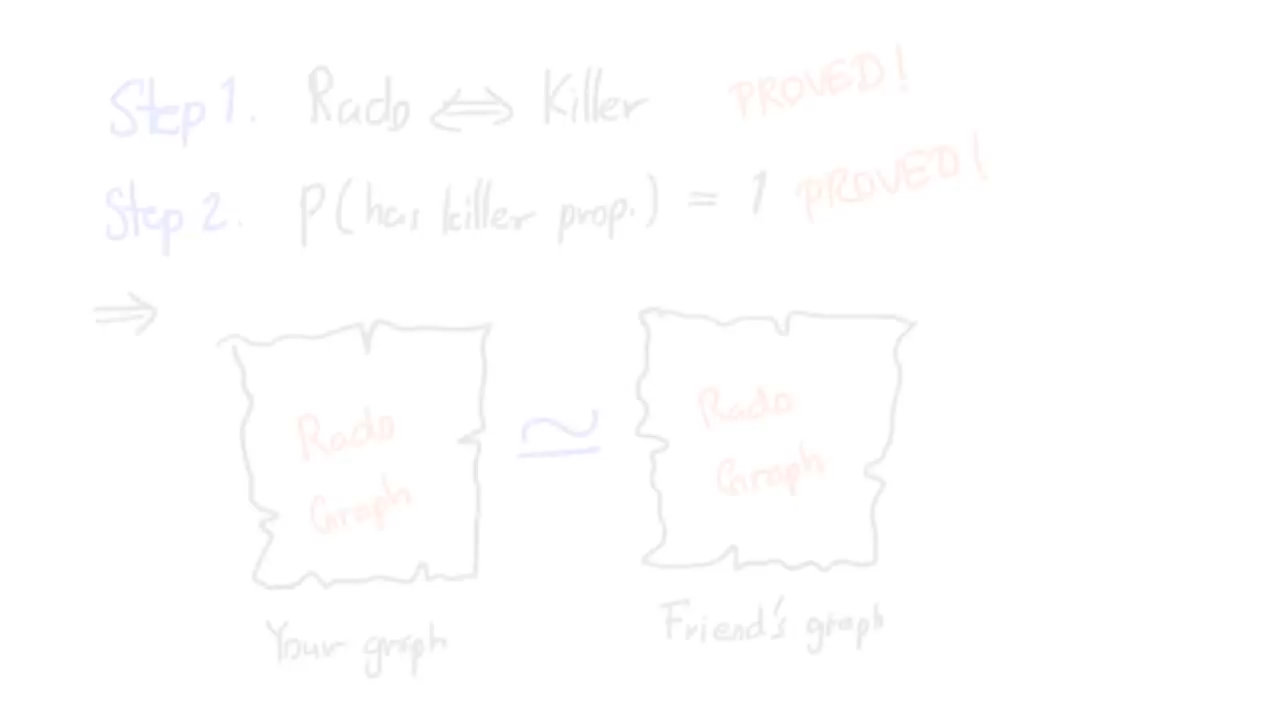 Step 1. Rado ⇔ Killer PROVED!
Step 2. P(has killer prop.) = 1 PROVED!
⇒
Rado Graph ≃ Rado Graph
Your graph
Friend's graph